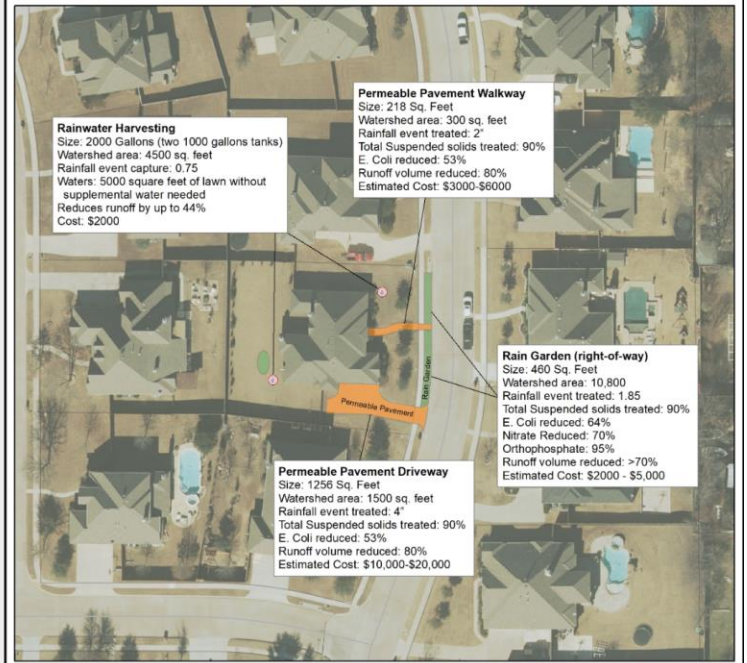 Permeable Pavement Walkway
Size: 218 Sq. Feet
Watershed area: 300 sq. feet
Rainfall event treated: 2"
Total Suspended solids treated: 90%
E. Coli reduced: 53%
Runoff volume reduced: 80%
Estimated Cost: $3000-$6000
Rainwater Harvesting
Size: 2000 Gallons (two 1000 gallons tanks)
Watershed area: 4500 sq. feet
Rainfall event capture: 0.75
Waters: 5000 square feet of lawn without
supplemental water needed
Reduces runoff by up to 44%
Cost: $2000
Rain Garden (right-of-way)
Size: 460 Sq. Feet
Watershed area: 10,800
Rainfall event treated: 1.85
Total Suspended solids treated: 90%
E. Coli reduced: 64%
Nitrate Reduced: 70%
Orthophosphate: 95%
Runoff volume reduced: >70%
Estimated Cost: $2000 - $5,000
Rain Garden
Permeable Pavement
Permeable Pavement Driveway
Size: 1256 Sq. Feet
Watershed area: 1500 sq. feet
Rainfall event treated: 4"
Total Suspended solids treated: 90%
E. Coli reduced: 53%
Runoff volume reduced: 80%
Estimated Cost: $10,000-$20,000